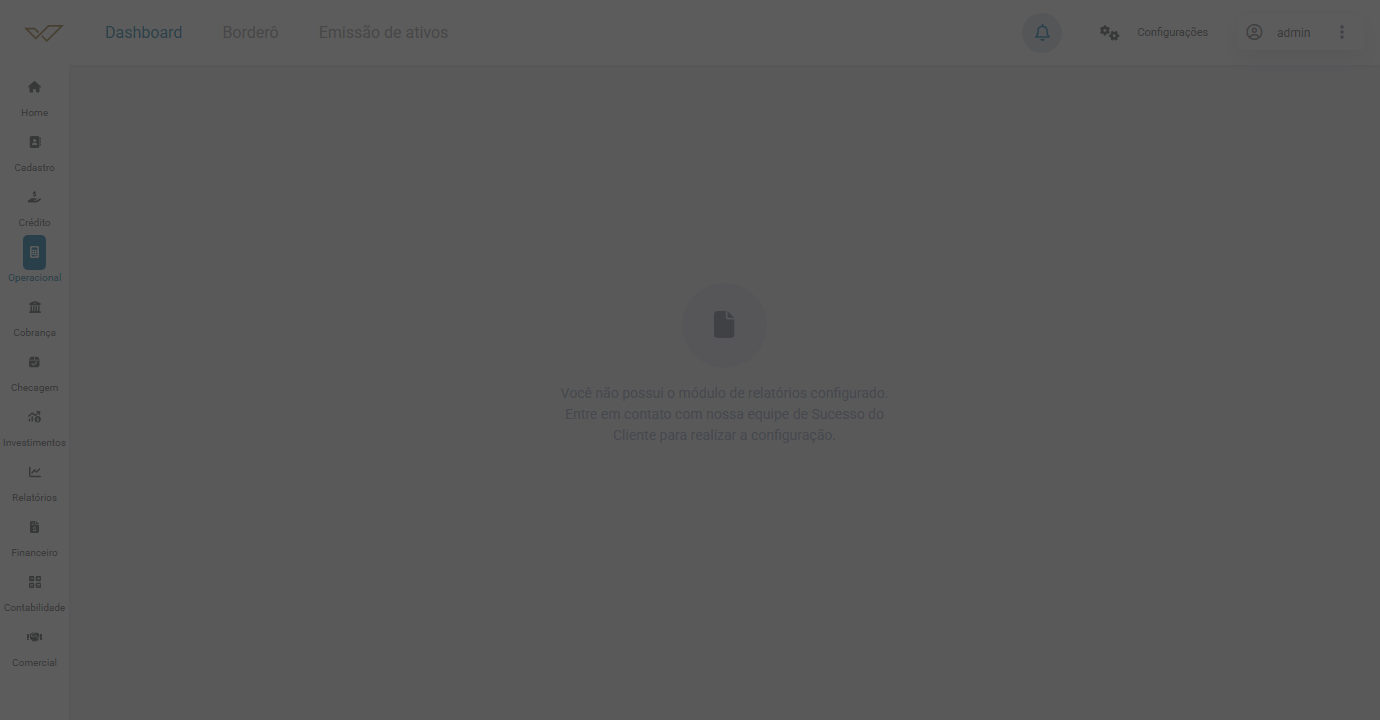 Dashboard
Borderô
Emissão de ativos
Configurações
admin
Home
Cadastro
Crédito
Operacional
Cobrança
Checagem
Investimentos
Relatórios
Financeiro
Contabilidade
Comercial
Você não possui o módulo de relatórios configurado.
Entre em contato com nossa equipe de Sucesso do
Cliente para realizar a configuração.